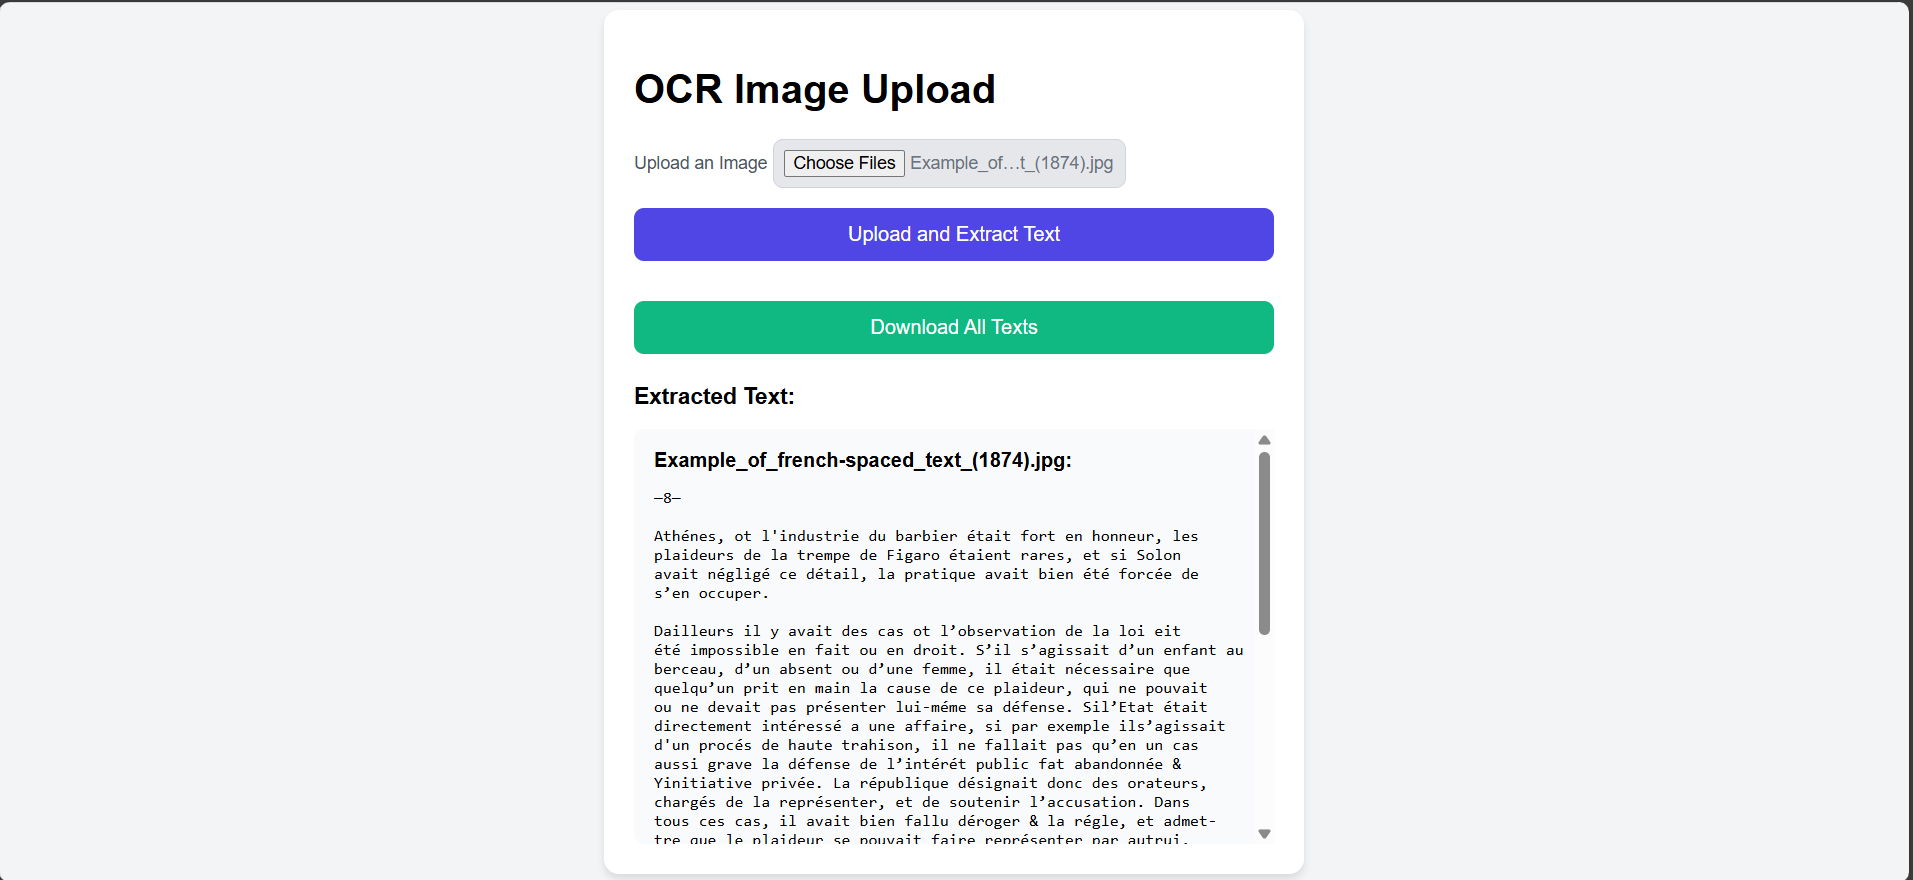 OCR Image Upload
Upload an Image Choose Files Example_of...t_(1874).jpg
Upload and Extract Text
Download All Texts
Extracted Text:
Example_of_french-spaced_text_(1874).jpg:
—8—
Athénes, ot l'industrie du barbier était fort en honneur, les
plaideurs de la trempe de Figaro étaient rares, et si Solon
avait négligé ce détail, la pratique avait bien été forcée de
s’en occuper.
Dailleurs il y avait des cas ot l’observation de la loi eit
été impossible en fait ou en droit. S’il s’agissait d’un enfant au
berceau, d’un absent ou d’une femme, il était nécessaire que
quelqu’un prit en main la cause de ce plaideur, qui ne pouvait
ou ne devait pas présenter lui-méme sa défense. Sil’Etat était
directement intéressé a une affaire, si par exemple ils’agissait
d'un procés de haute trahison, il ne fallait pas qu’en un cas
aussi grave la défense de l’intérét public fat abandonnée &
Yinitiative privée. La république désignait donc des orateurs,
chargés de la représenter, et de soutenir l’accusation. Dans
tous ces cas, il avait bien fallu déroger & la régle, et admet-
tre que le plaideur se pouvait faire représenter par autrui.